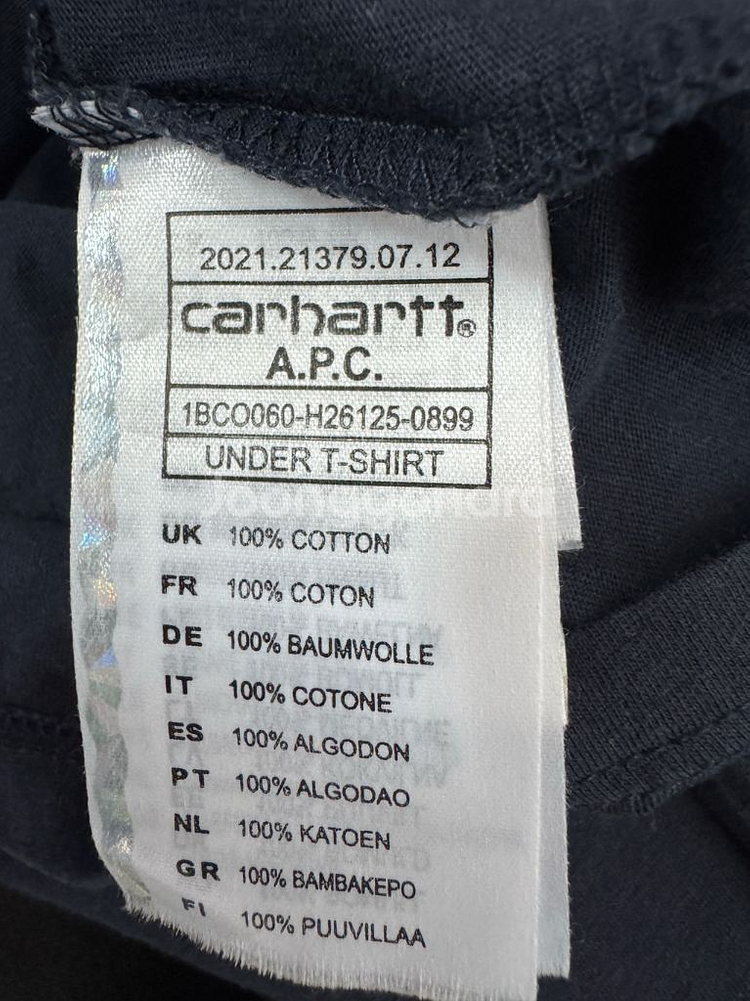 2021.21379.07.12
carhartt®
A.P.C.
1BCO060-H26125-0899
UNDER T-SHIRT
UK 100% COTTON
FR 100% COTON
DE 100% BAUMWOLLE
IT 100% COTONE
ES 100% ALGODON
PT 100% ALGODAO
NL 100% KATOEN
GR 100% BAMBAKEPO
FI 100% PUUVILLAA